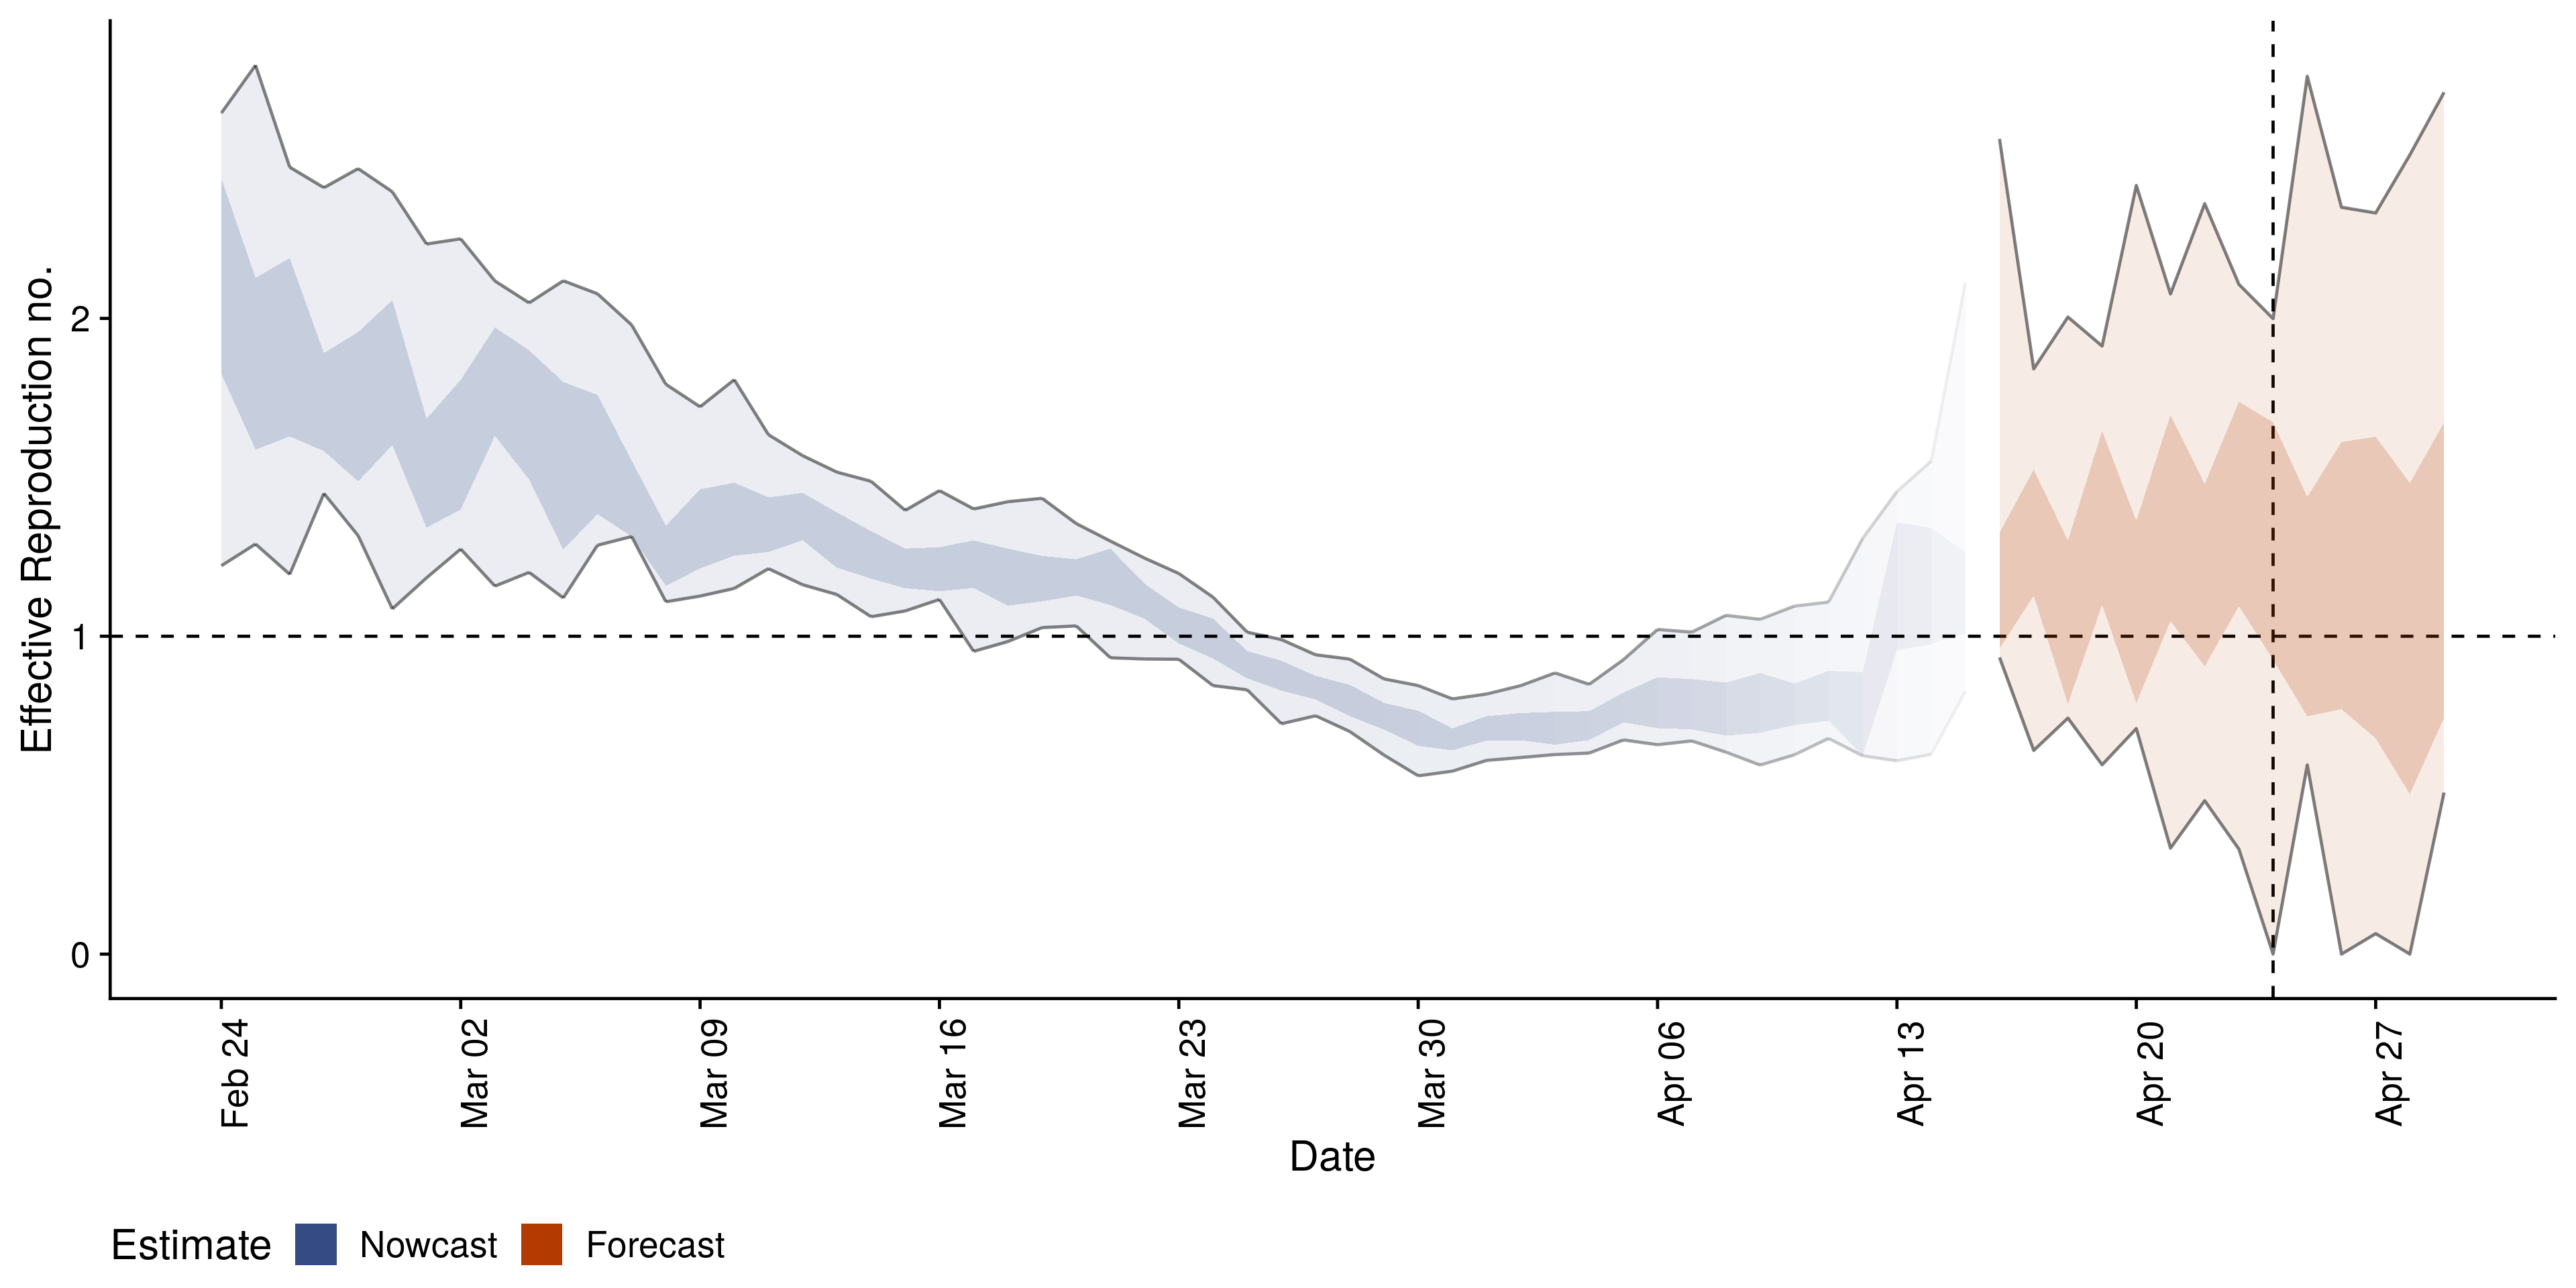 Effective Reproduction no.
2
1
0
Feb 24
Mar 02
Mar 09
Mar 16
Mar 23
Mar 30
Apr 06
Apr 13
Apr 20
Apr 27
Date
Estimate Nowcast Forecast